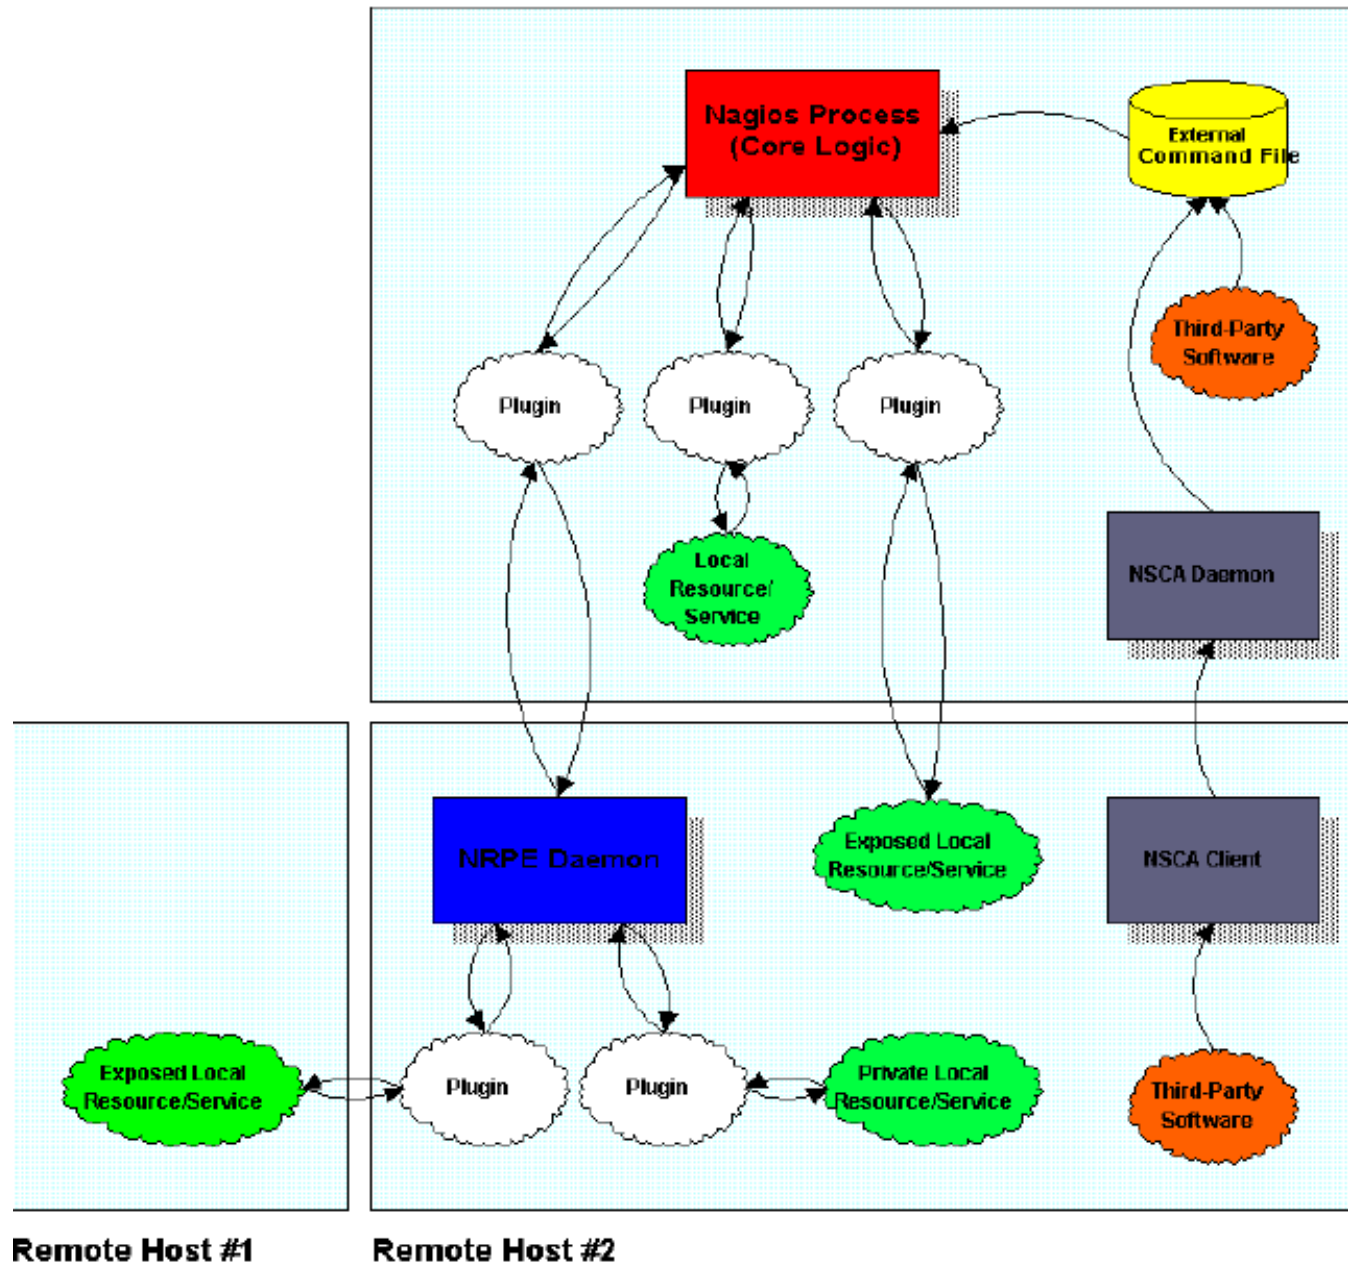 Nagios Process
(Core Logic)
External
Command File
Third-Party
Software
Plugin
Plugin
Plugin
Local
Resource/
Service
NSCA Daemon
NRPE Daemon
Exposed Local
Resource/Service
NSCA Client
Exposed Local
Resource/Service
Plugin
Plugin
Private Local
Resource/Service
Third-Party
Software
Remote Host #1
Remote Host #2